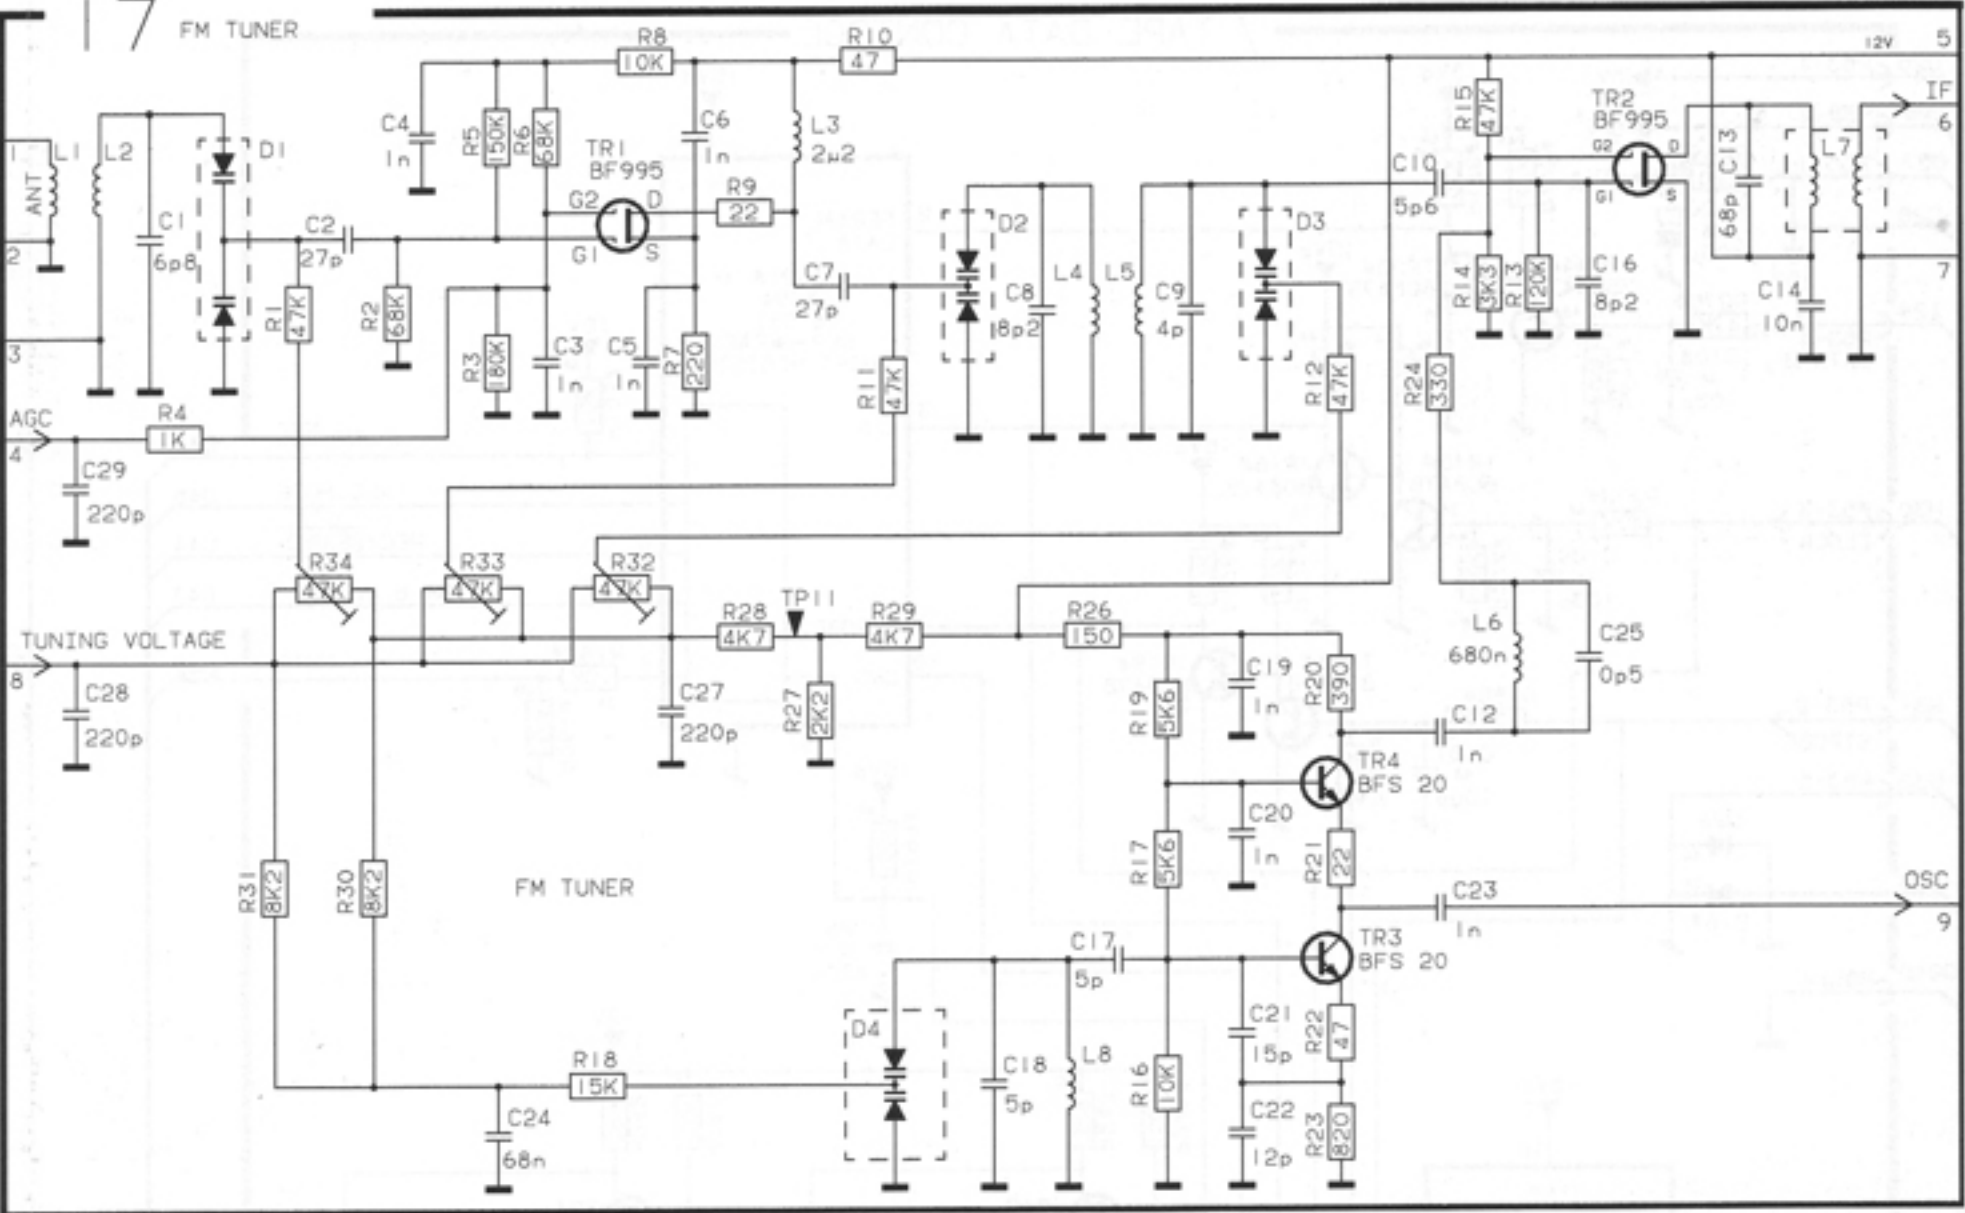 17
FM TUNER
12V 5
IF
6
7
R8
10K
R10
47
C4
1n
R5
150K
R6
68K
TR1
BF995
C6
1n
L3
2µ2
R15
47K
TR2
BF995
G2 D
G1 S
C13
68p
L7
1
ANT
L1
L2
D1
2
C1
6p8
C2
27p
G2 D
G1 S
R9
22
C10
5p6
D2
D3
3
R1
47K
R2
68K
R3
180K
C3
1n
C5
1n
R7
220
C7
27p
C8
8p2
L4
L5
C9
4p
R14
3K3
R13
120K
C16
8p2
C14
10n
R11
47K
R12
47K
R24
330
AGC
4
R4
1K
C29
220p
R34
47K
R33
47K
R32
47K
TUNING VOLTAGE
8
C28
220p
R28
4K7
TP11
R29
4K7
R26
150
C27
220p
R27
2K2
R19
5K6
C19
1n
R20
390
L6
680n
C25
0p5
C12
1n
TR4
BFS 20
C20
1n
R17
5K6
R21
22
R31
8K2
R30
8K2
FM TUNER
C23
1n
OSC
9
C17
5p
TR3
BFS 20
D4
C18
5p
L8
R16
10K
C21
15p
R22
47
C22
12p
R23
820
R18
15K
C24
68n